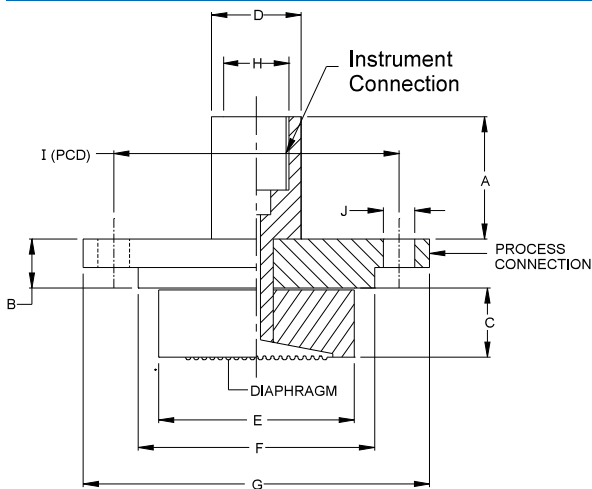 D
H
Instrument
Connection
I (PCD)
A
J
PROCESS
CONNECTION
B
C
DIAPHRAGM
E
F
G